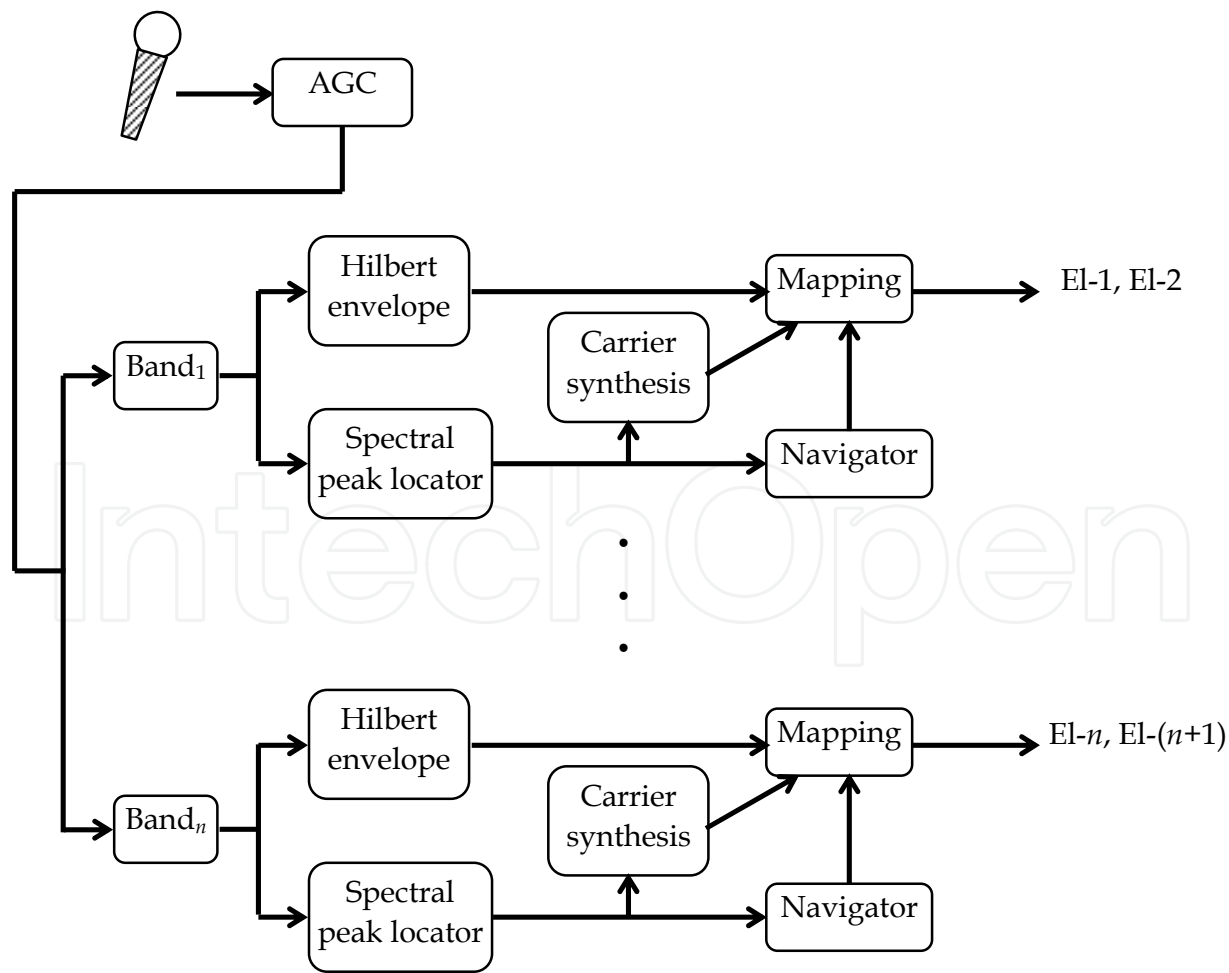 AGC
Hilbert
envelope
Mapping
El-1, El-2
Carrier
synthesis
Band₁
Spectral
peak locator
Navigator
IntechOpen
Hilbert
envelope
Mapping
El-n, El-(n+1)
Carrier
synthesis
Bandₙ
Spectral
peak locator
Navigator